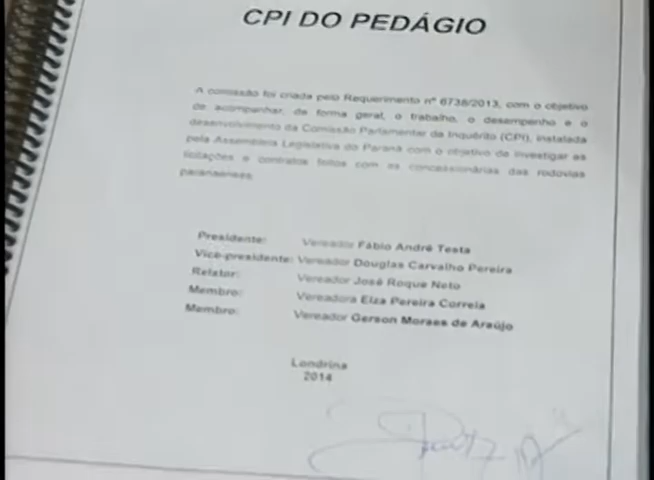 CPI DO PEDÁGIO
A comissão foi criada pelo Requerimento nº 6738/2013, com o objetivo
de acompanhar, de forma geral, o trabalho, o desempenho e o
desenvolvimento da Comissão Parlamentar de Inquérito (CPI), instalada
pela Assembleia Legislativa do Paraná com o objetivo de investigar as
licitações e contratos feitos com as concessionárias das rodovias
paranaenses.
Presidente: Vereador Fábio André Testa
Vice-presidente: Vereador Douglas Carvalho Pereira
Relator: Vereador José Roque Neto
Membro: Vereadora Elza Pereira Correia
Membro: Vereador Gerson Moraes de Araújo
Londrina
2014